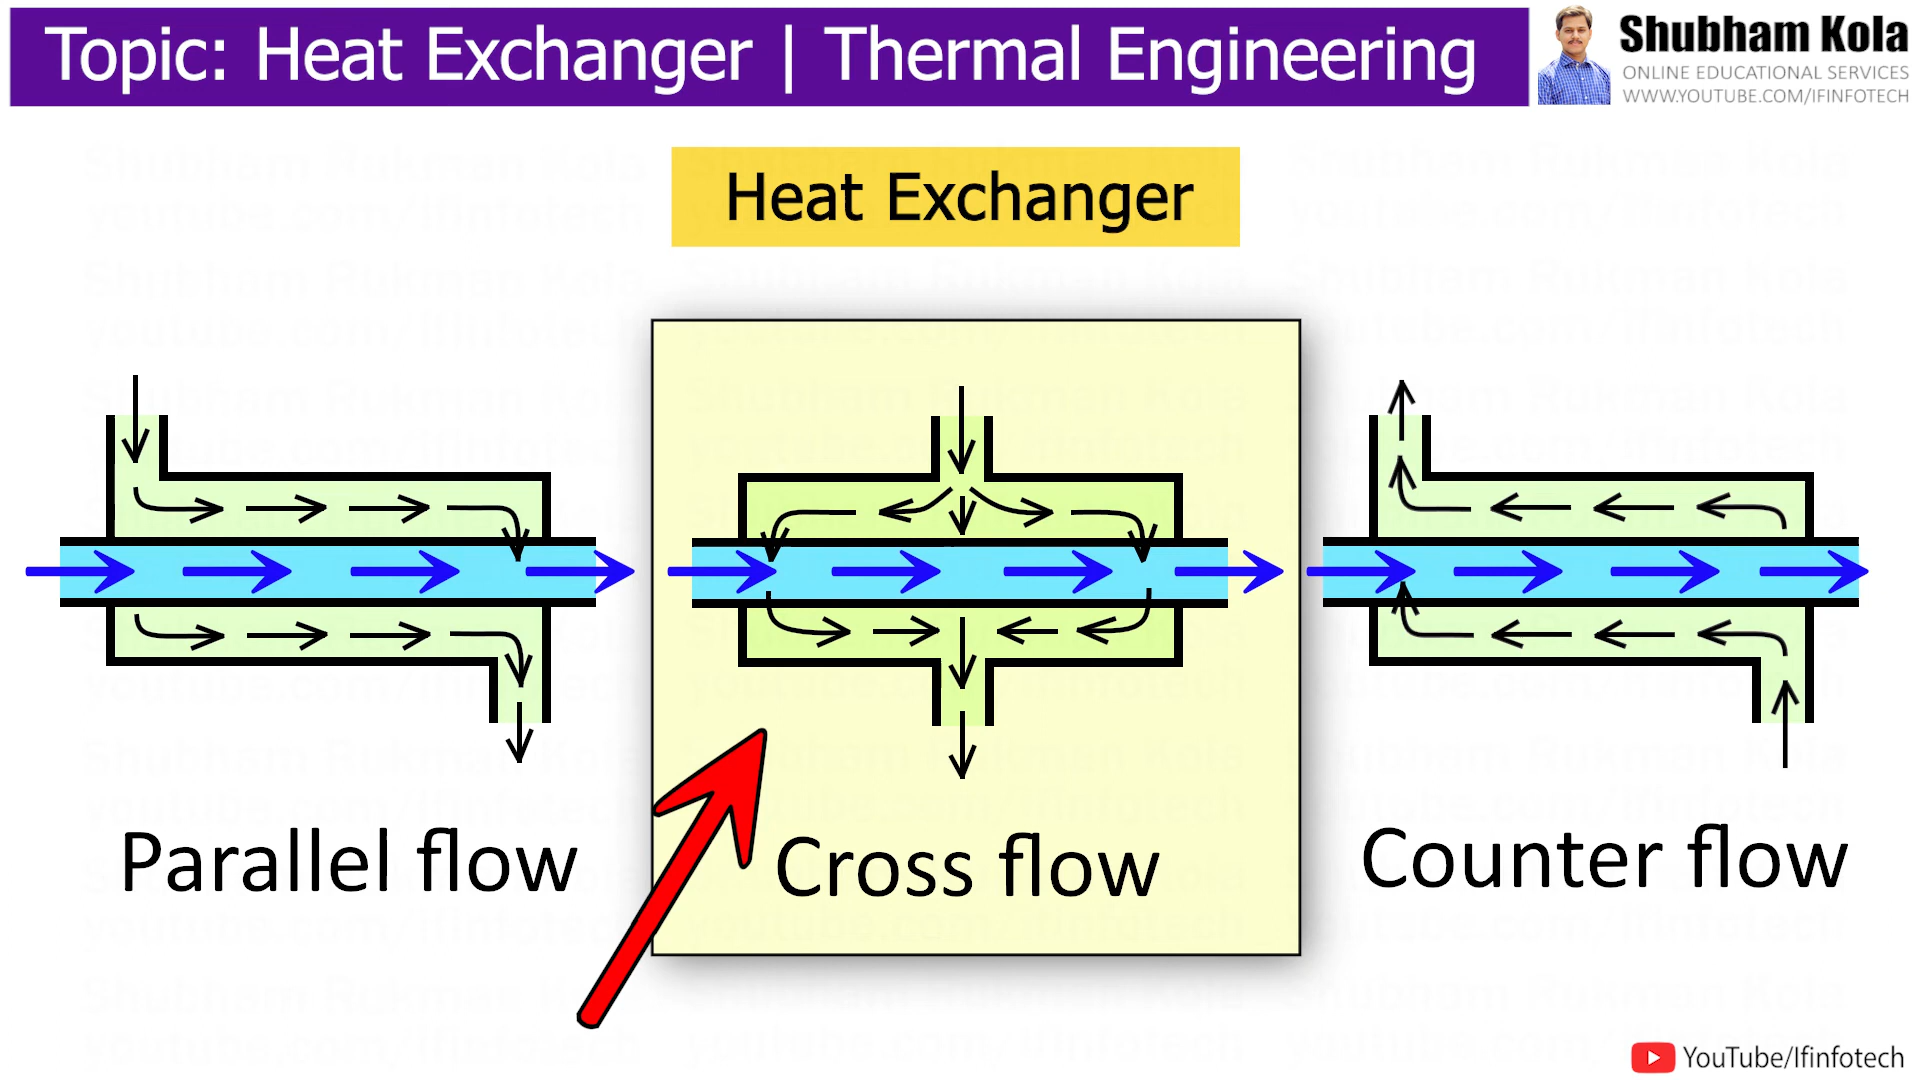 Topic: Heat Exchanger | Thermal Engineering
Shubham Kola
ONLINE EDUCATIONAL SERVICES
WWW.YOUTUBE.COM/IFINFOTECH
Heat Exchanger
Parallel flow
Cross flow
Counter flow
YouTube/Ifinfotech